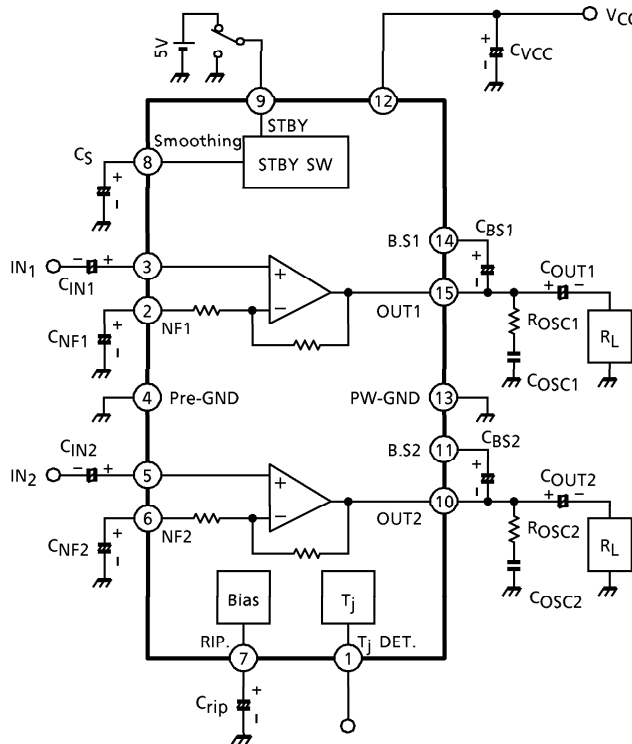 5V
VCC
+
CVCC
−
9
12
STBY
Smoothing
STBY SW
CS
8
+
−
B.S1
14
CBS1
+
−
IN1
− +
CIN1
3
+
−
OUT1
15
COUT1
+ −
ROSC1
RL
COSC1
2
NF1
CNF1
+
−
4
Pre-GND
PW-GND
13
B.S2
11
CBS2
+
−
CIN2
IN2
− +
5
+
−
OUT2
10
COUT2
+ −
ROSC2
RL
COSC2
6
NF2
CNF2
+
−
Bias
Tj
RIP.
7
1
Tj DET.
Crip
+
−